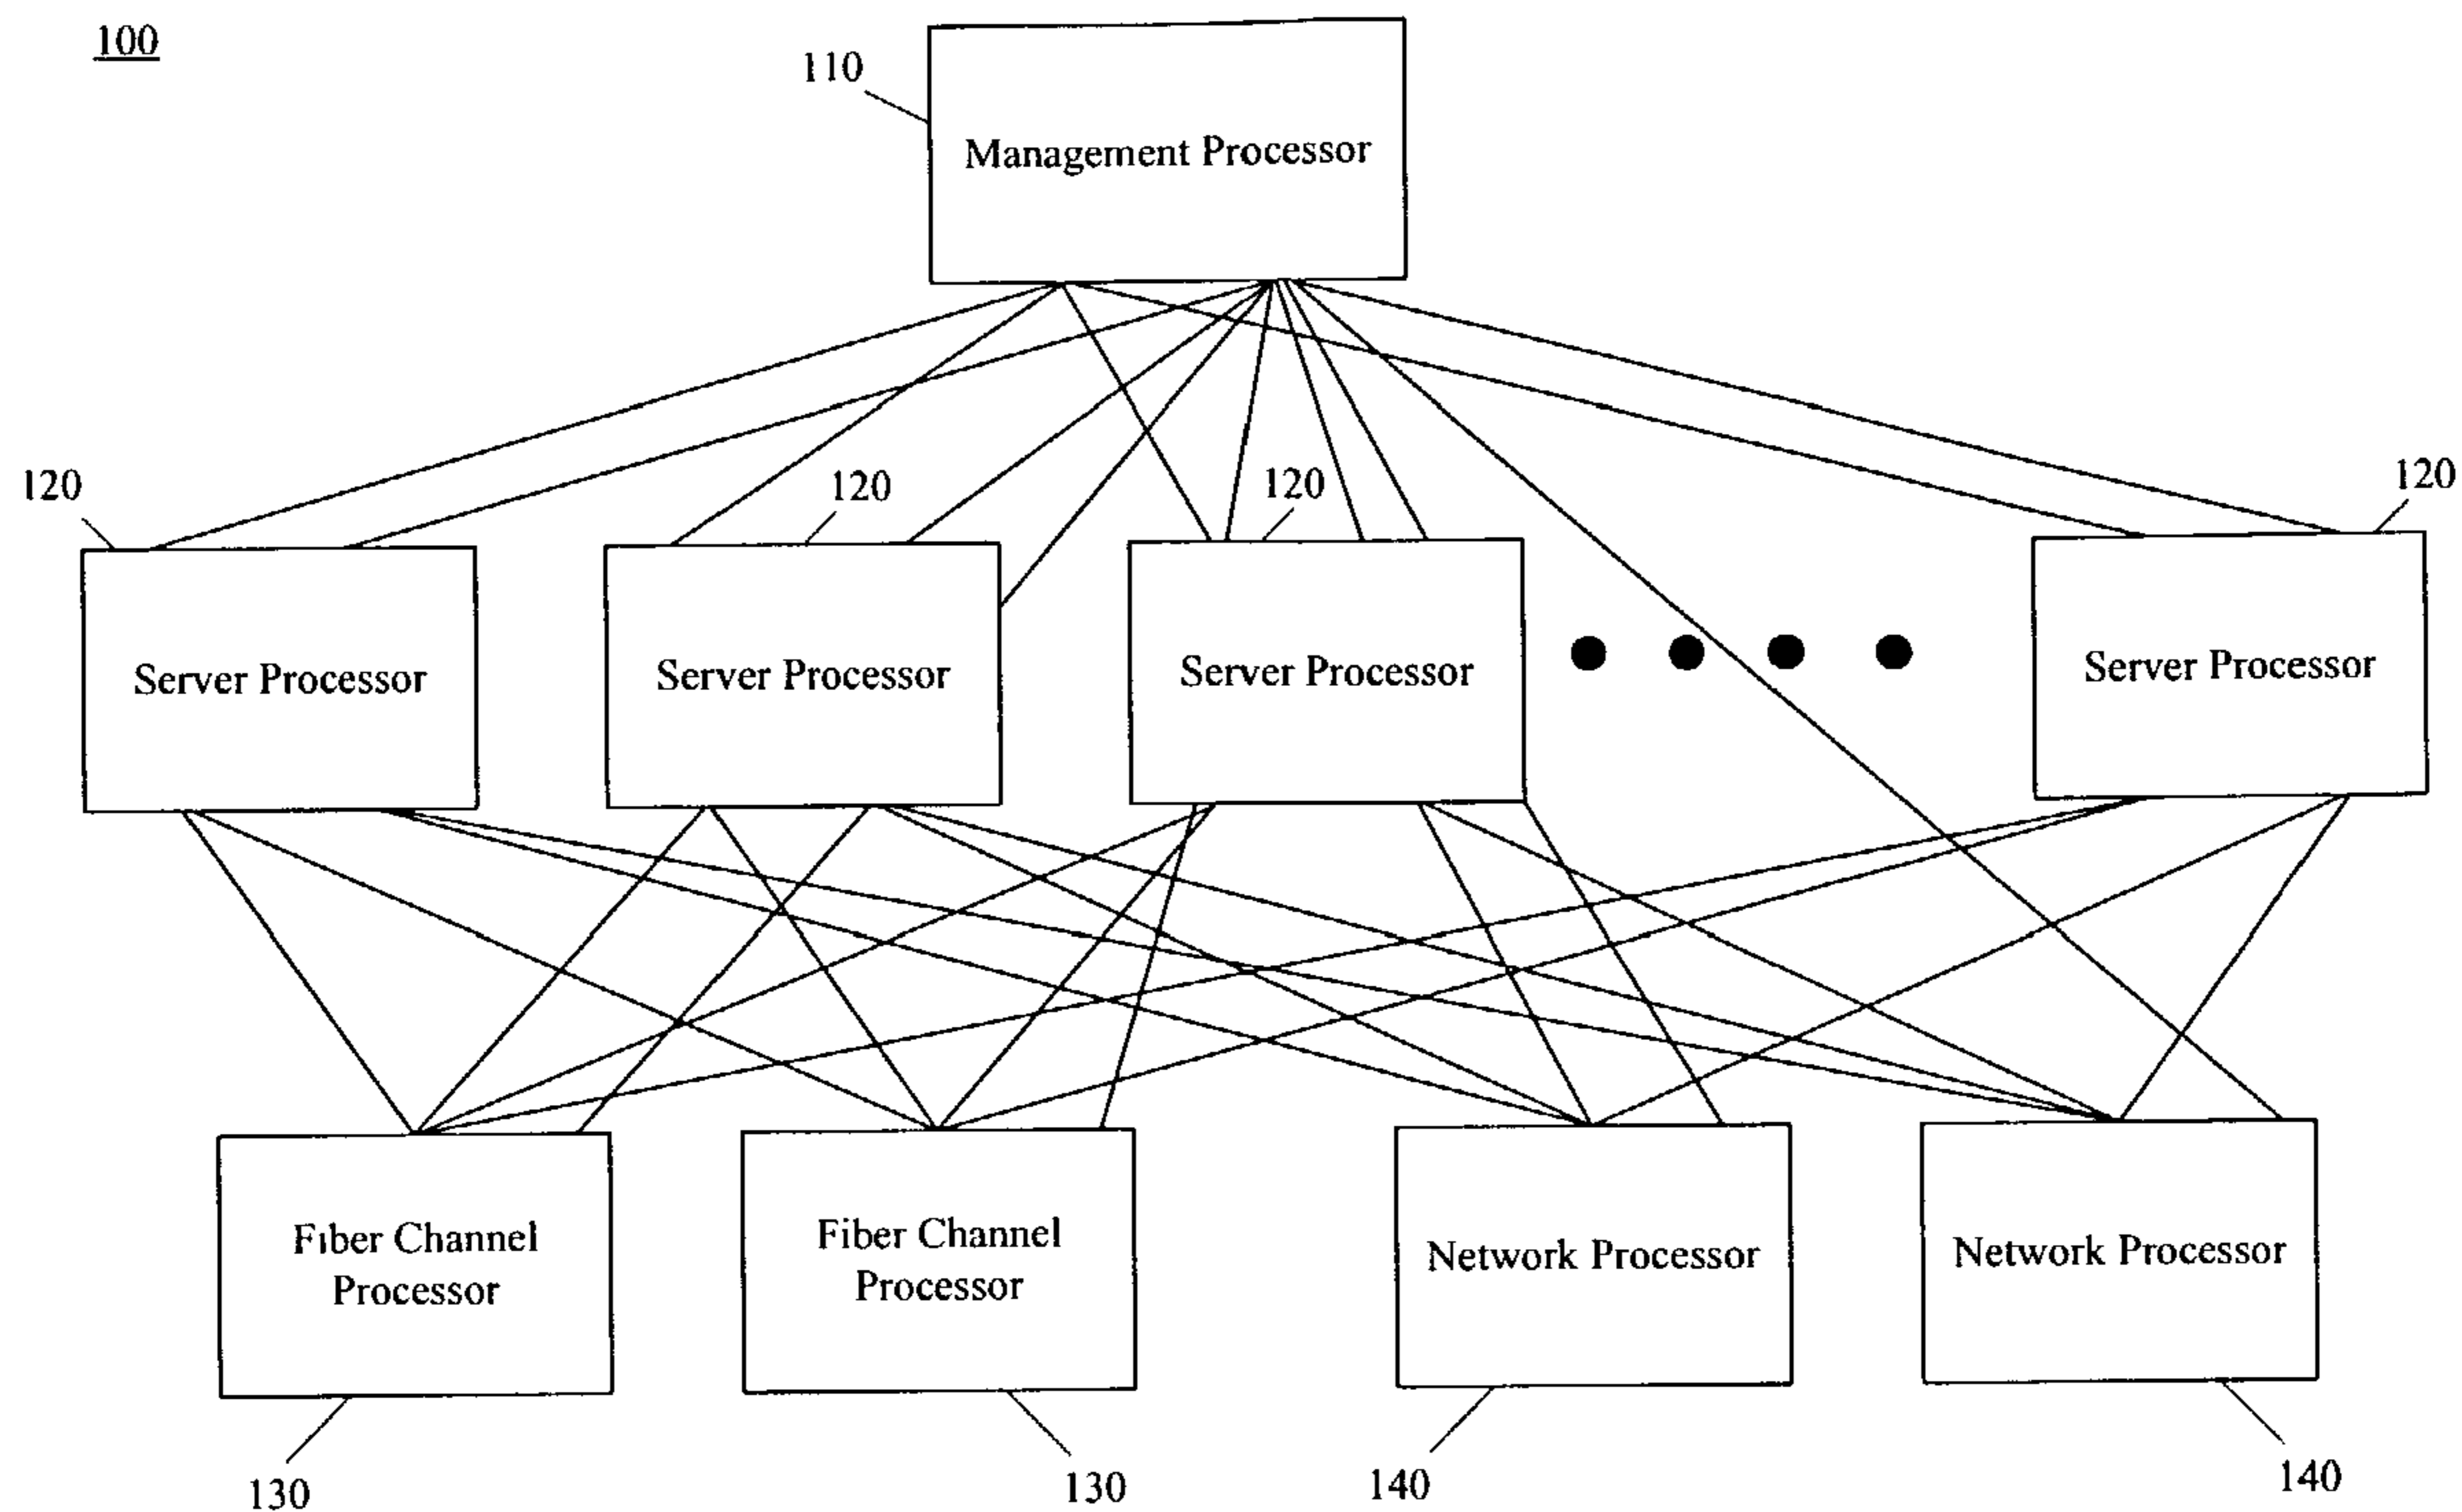 100
110
Management Processor
120
120
120
120
Server Processor
Server Processor
Server Processor
Server Processor
Fiber Channel
Processor
Fiber Channel
Processor
Network Processor
Network Processor
130
130
140
140